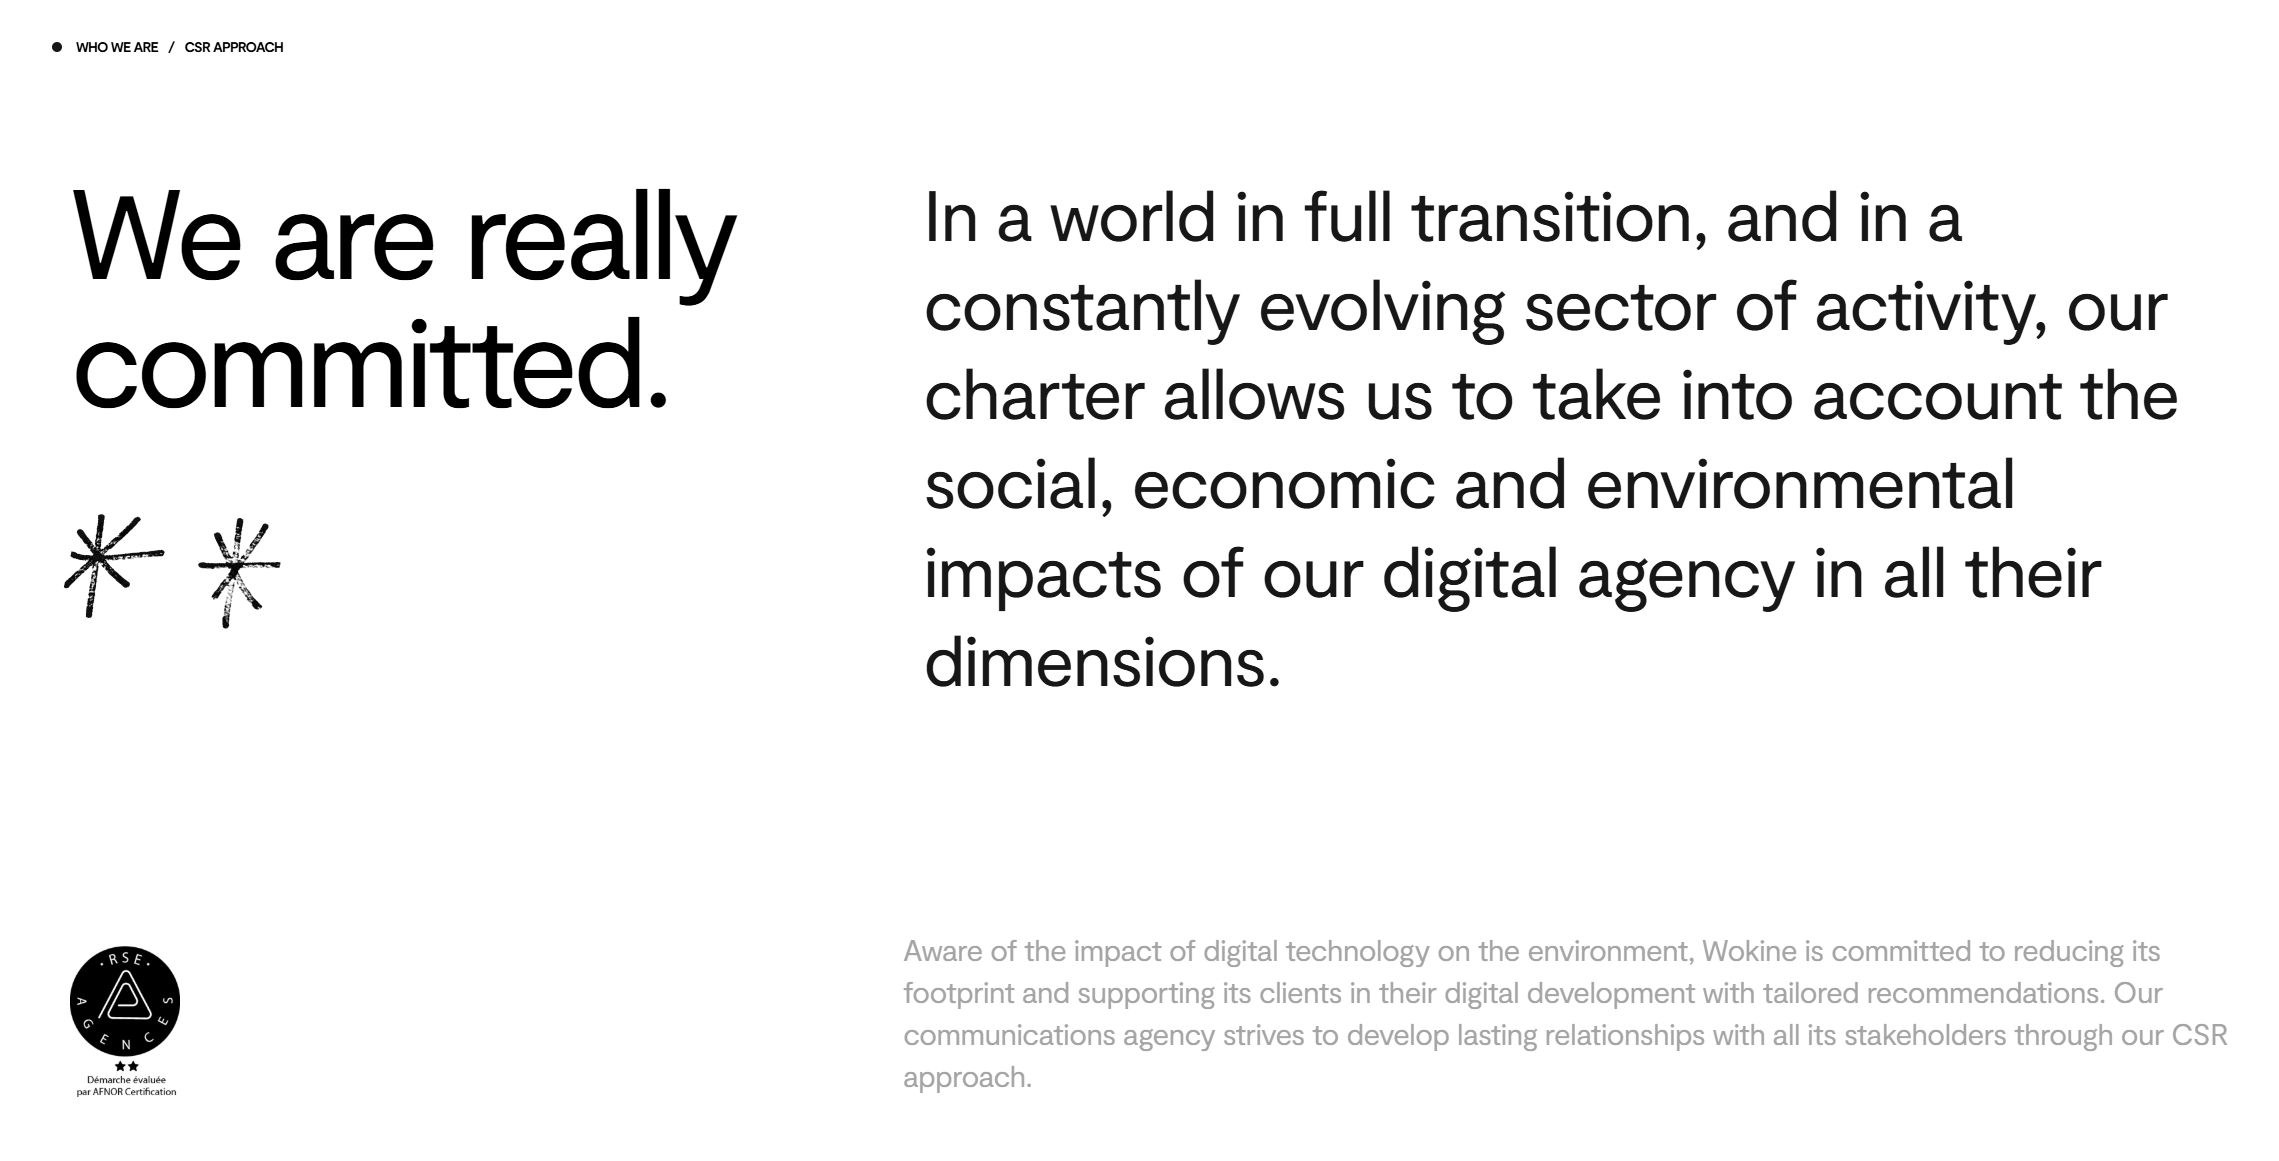 WHO WE ARE / CSR APPROACH
We are really
committed.
In a world in full transition, and in a
constantly evolving sector of activity, our
charter allows us to take into account the
social, economic and environmental
impacts of our digital agency in all their
dimensions.
·RSE·
AGENCES
Démarche évaluée
par AFNOR Certification
Aware of the impact of digital technology on the environment, Wokine is committed to reducing its
footprint and supporting its clients in their digital development with tailored recommendations. Our
communications agency strives to develop lasting relationships with all its stakeholders through our CSR
approach.